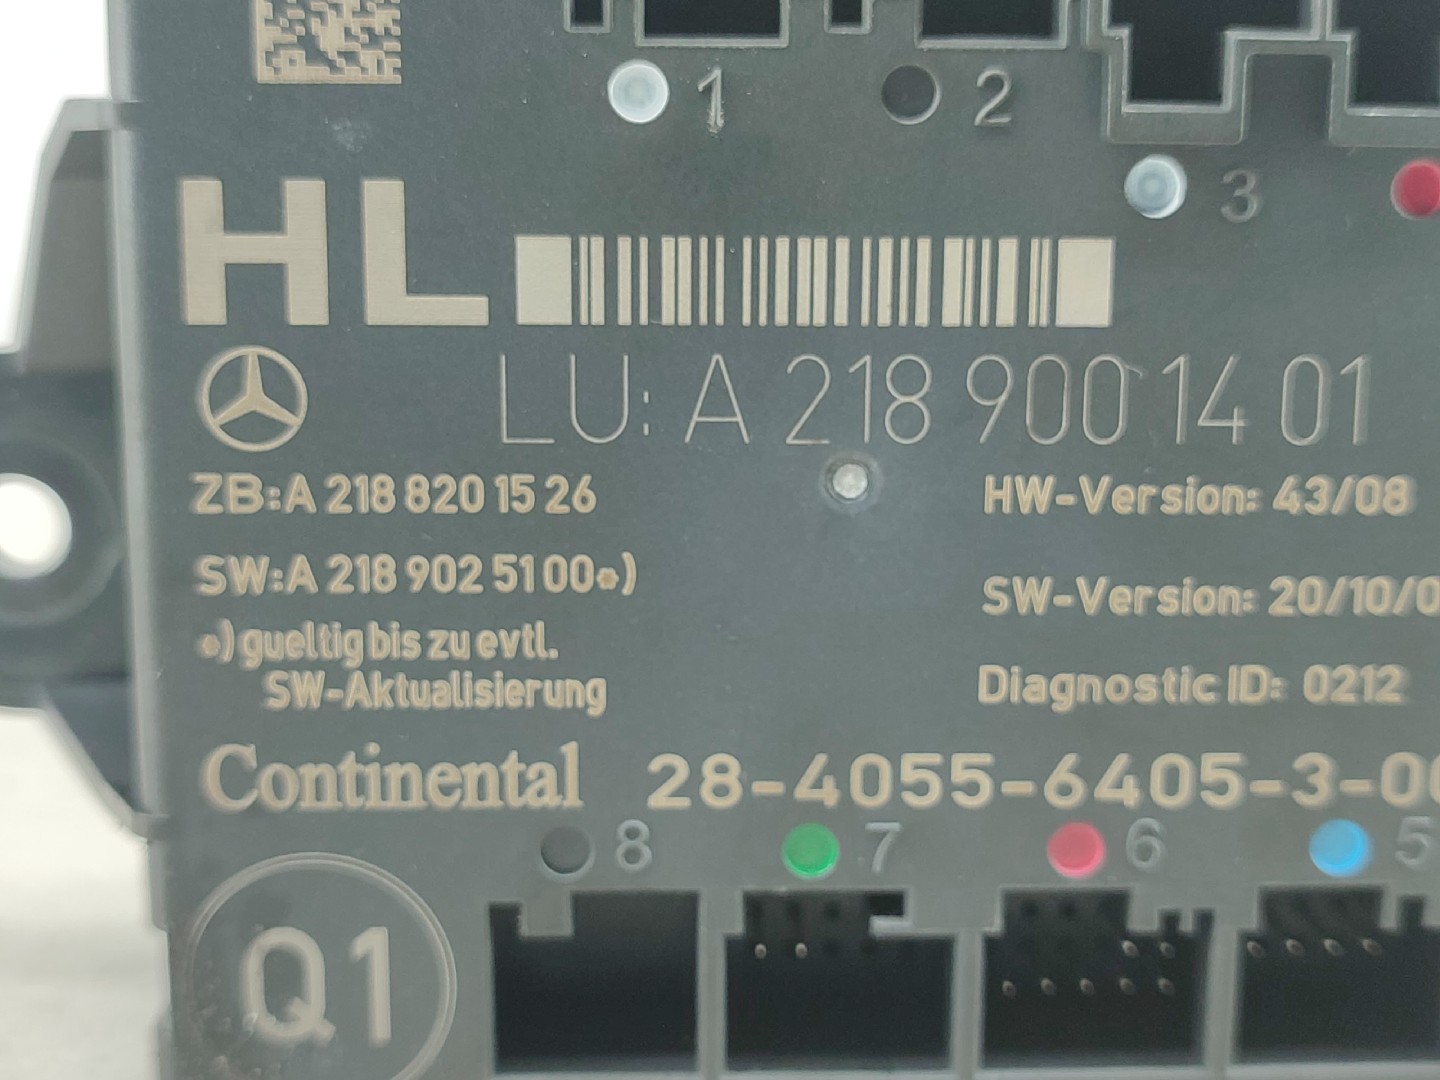 1
2
3
HL
LU: A 218 900 14 01
ZB: A 218 820 15 26
HW-Version: 43/08
SW: A 218 902 51 00*)
SW-Version: 20/10/0
*) gueltig bis zu evtl.
SW-Aktualisierung
Diagnostic ID: 0212
Continental 28-4055-6405-3-00
8
7
6
5
Q1